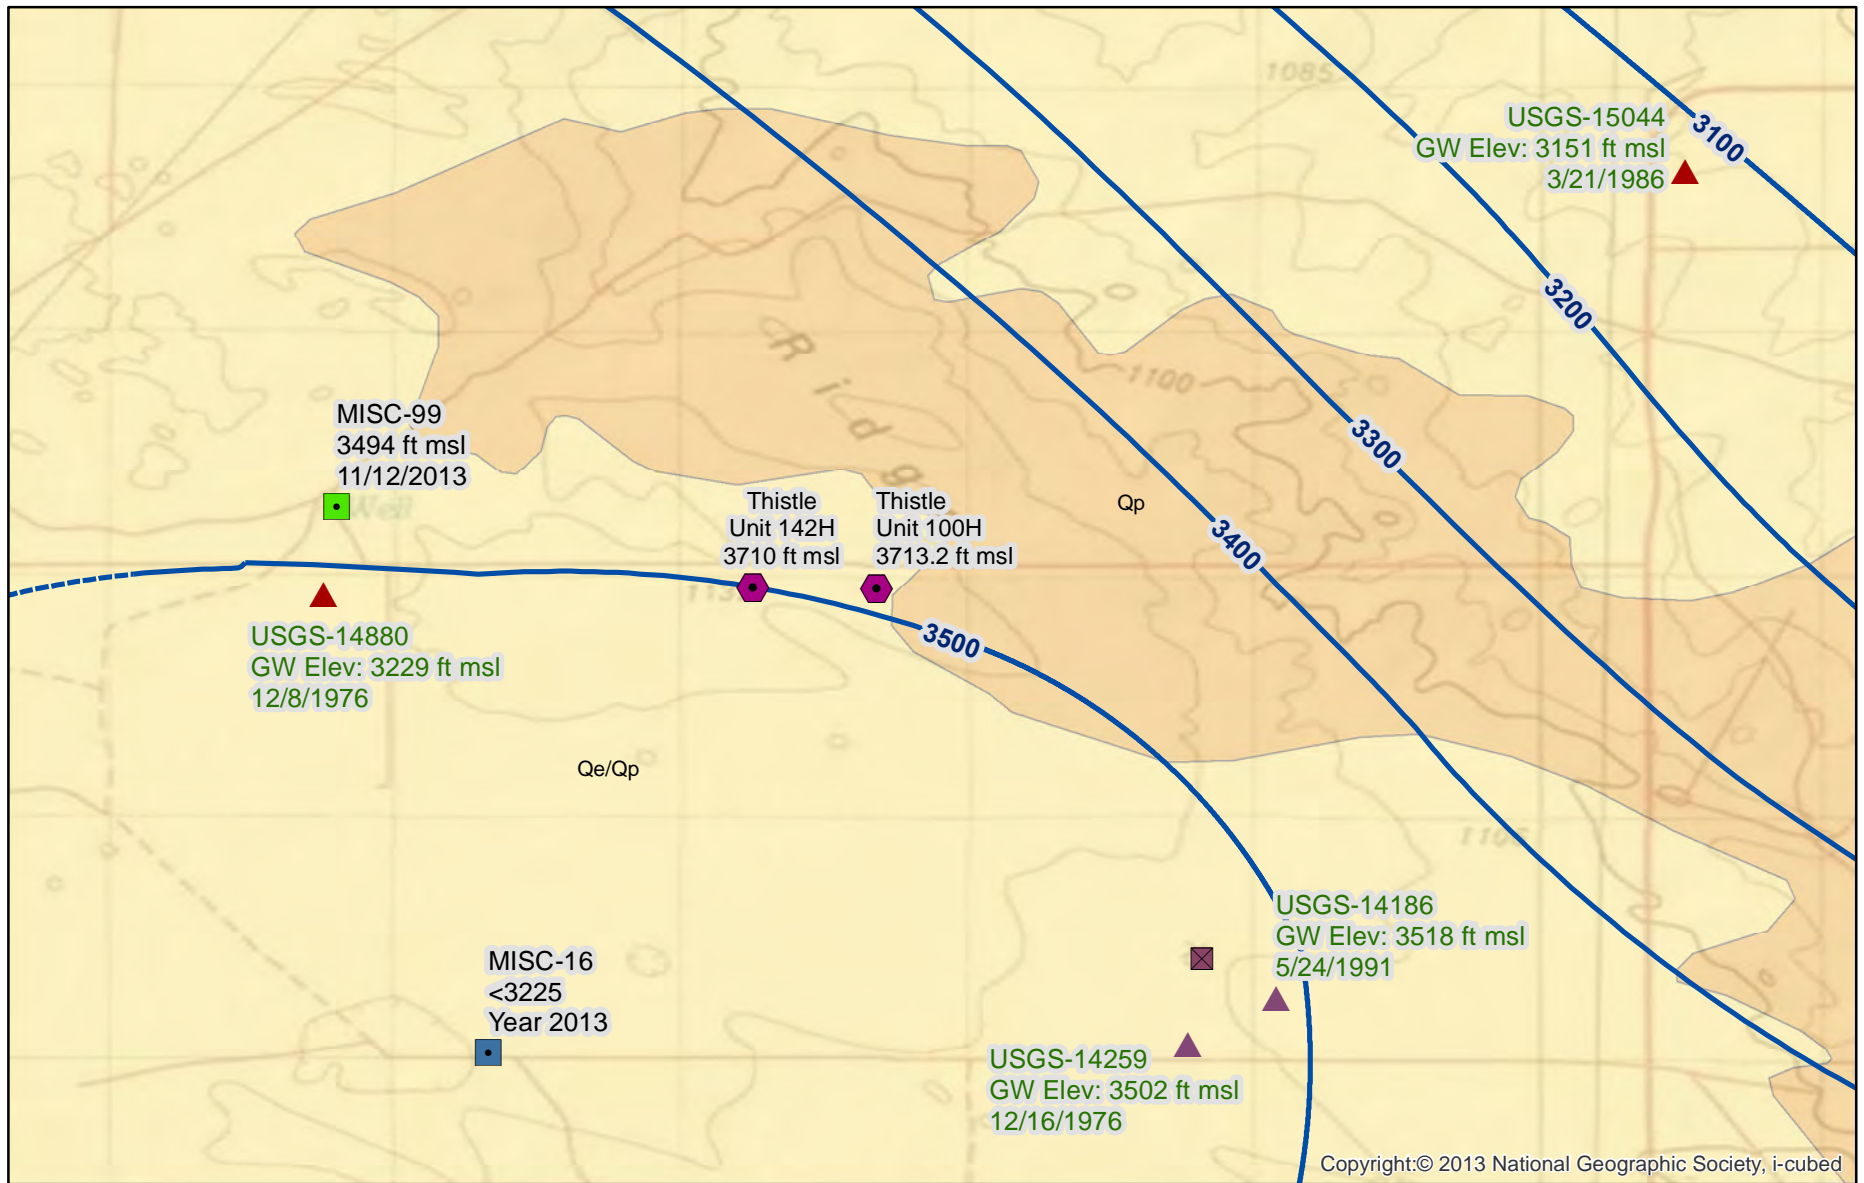 1085
USGS-15044
GW Elev: 3151 ft msl
3/21/1986
3100
3200
Ridge
1100
MISC-99
3494 ft msl
11/12/2013
Well
3300
Thistle
Unit 142H
3710 ft msl
Thistle
Unit 100H
3713.2 ft msl
Qp
3400
3500
USGS-14880
GW Elev: 3229 ft msl
12/8/1976
Qe/Qp
USGS-14186
GW Elev: 3518 ft msl
5/24/1991
MISC-16
<3225
Year 2013
USGS-14259
GW Elev: 3502 ft msl
12/16/1976
Copyright:© 2013 National Geographic Society, i-cubed